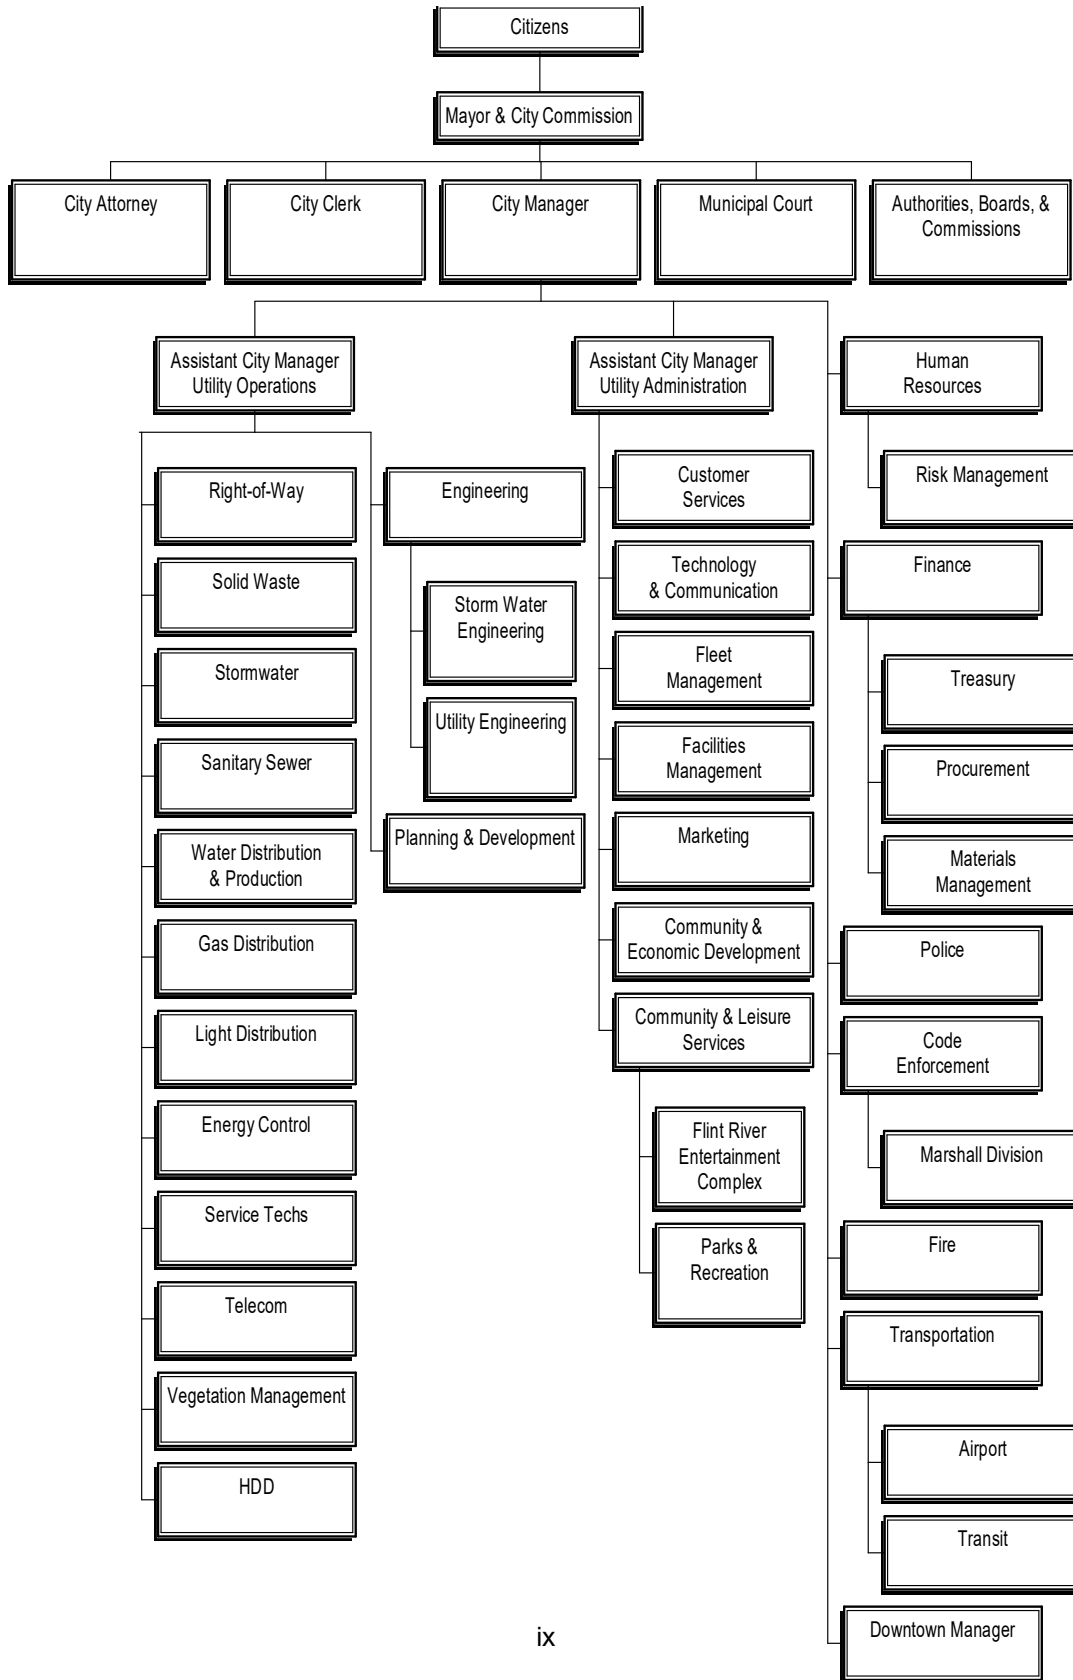 Citizens
Mayor & City Commission
City Attorney
City Clerk
City Manager
Municipal Court
Authorities, Boards, &
Commissions
Assistant City Manager
Utility Operations
Right-of-Way
Solid Waste
Stormwater
Sanitary Sewer
Water Distribution
& Production
Gas Distribution
Light Distribution
Energy Control
Service Techs
Telecom
Vegetation Management
HDD
Engineering
Storm Water
Engineering
Utility Engineering
Planning & Development
Assistant City Manager
Utility Administration
Customer
Services
Technology
& Communication
Fleet
Management
Facilities
Management
Marketing
Community &
Economic Development
Community & Leisure
Services
Flint River
Entertainment
Complex
Parks &
Recreation
Human
Resources
Risk Management
Finance
Treasury
Procurement
Materials
Management
Police
Code
Enforcement
Marshall Division
Fire
Transportation
Airport
Transit
Downtown Manager
ix